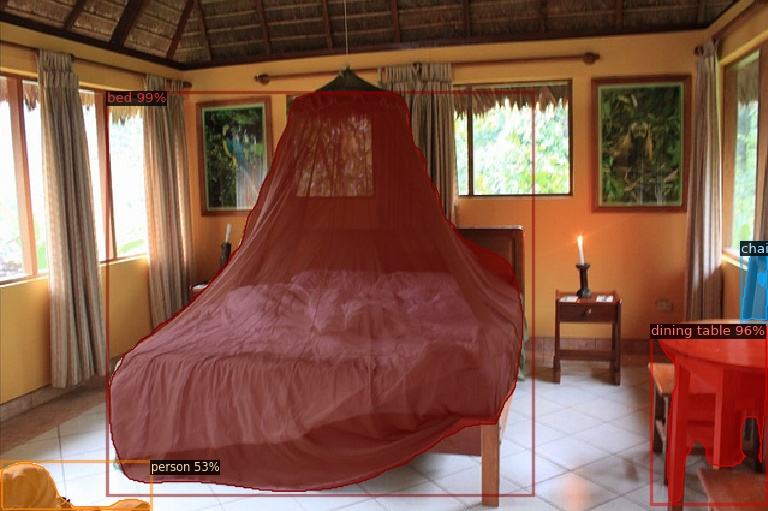 bed 99%
chai
dining table 96%
person 53%